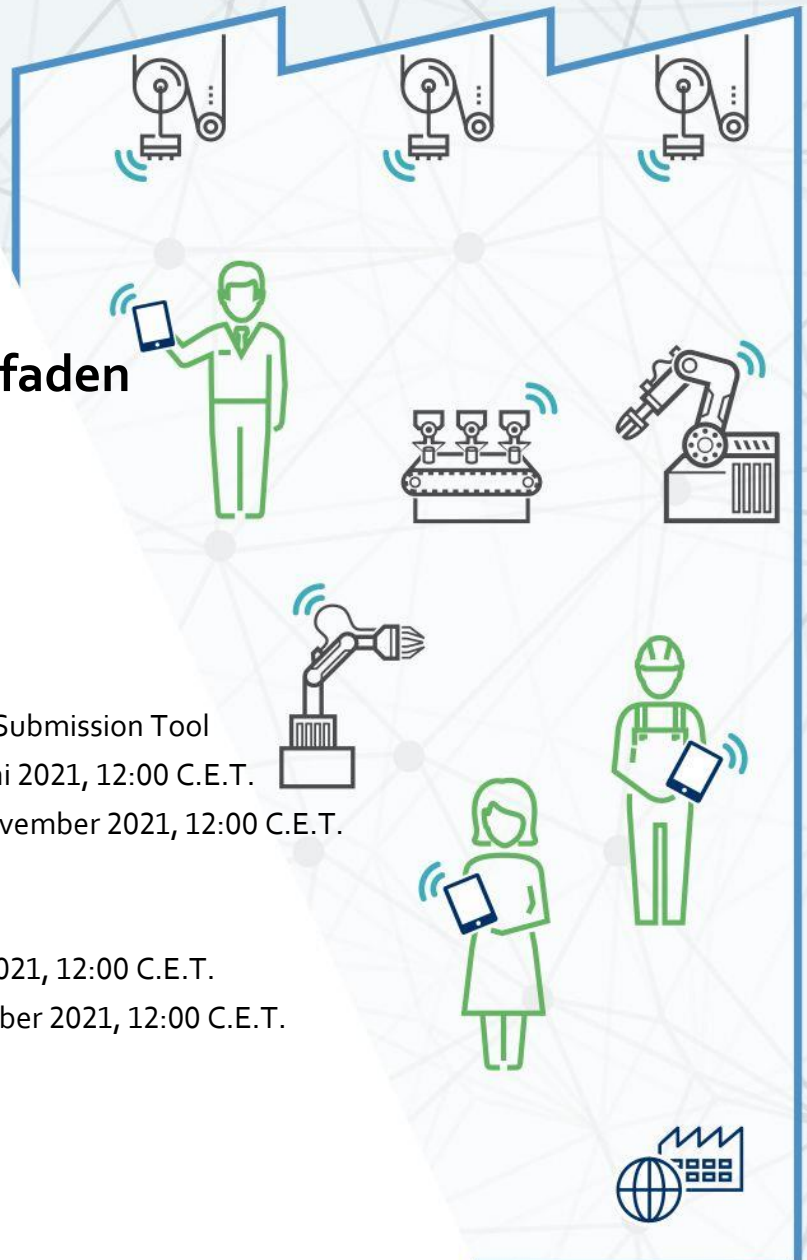 faden
Submission Tool
i 2021, 12:00 C.E.T.
vember 2021, 12:00 C.E.T.
021, 12:00 C.E.T.
ber 2021, 12:00 C.E.T.